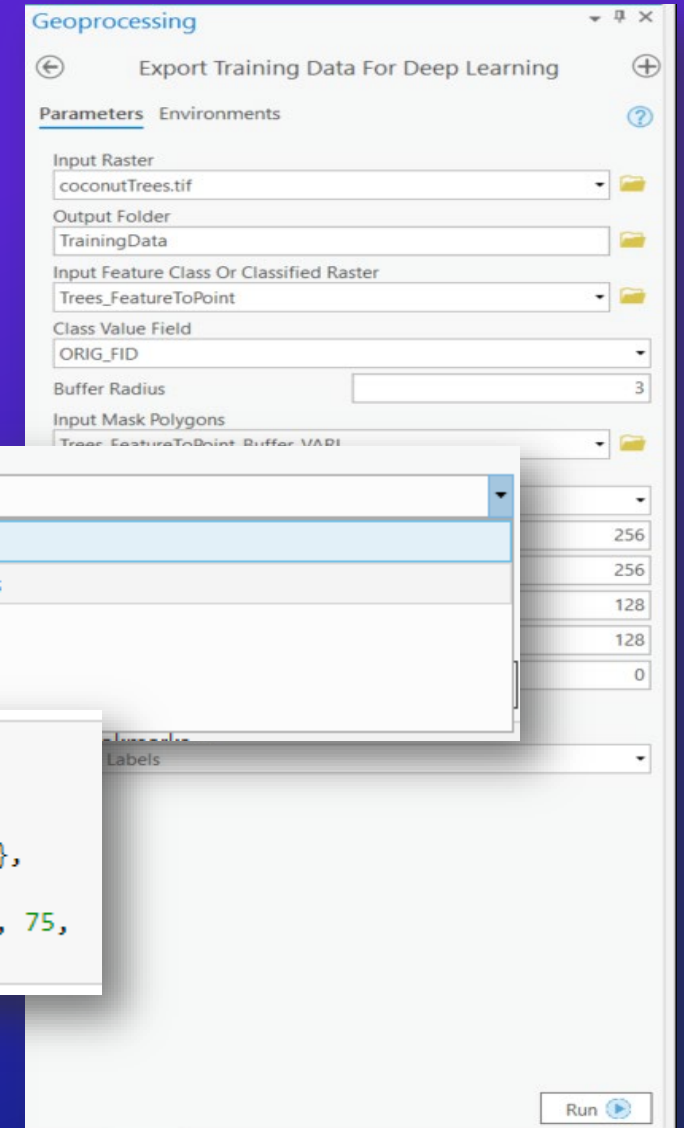 Geoprocessing
Export Training Data For Deep Learning
Parameters Environments
Input Raster
coconutTrees.tif
Output Folder
TrainingData
Input Feature Class Or Classified Raster
Trees_FeatureToPoint
Class Value Field
ORIG_FID
Buffer Radius 3
Input Mask Polygons
Trees_FeatureToPoint_Buffer_VARI
256
256
128
128
0
Labels
},
, 75,
Run